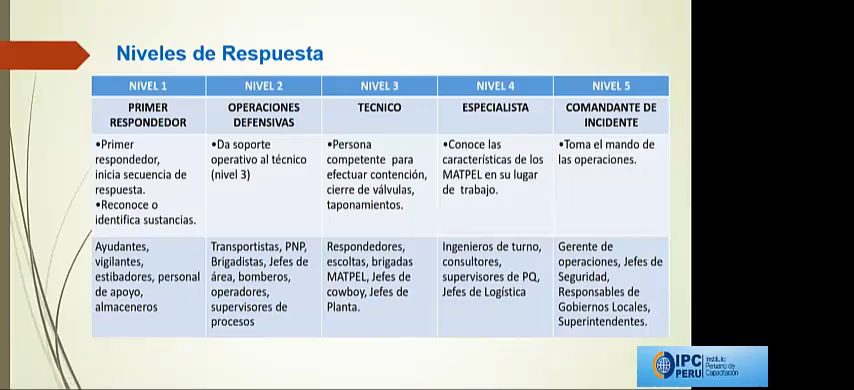 Niveles de Respuesta
NIVEL 1
NIVEL 2
NIVEL 3
NIVEL 4
NIVEL 5
PRIMER
RESPONDEDOR
OPERACIONES
DEFENSIVAS
TECNICO
ESPECIALISTA
COMANDANTE DE
INCIDENTE
•Primer
respondedor,
inicia secuencia de
respuesta.
•Reconoce o
identifica sustancias.
•Da soporte
operativo al técnico
(nivel 3)
•Persona
competente para
efectuar contención,
cierre de válvulas,
taponamientos.
•Conoce las
características de los
MATPEL en su lugar
de trabajo.
•Toma el mando de
las operaciones.
Ayudantes,
vigilantes,
estibadores, personal
de apoyo,
almaceneros
Transportistas, PNP,
Brigadistas, Jefes de
área, bomberos,
operadores,
supervisores de
procesos
Respondedores,
escoltas, brigadas
MATPEL, Jefes de
cowboy, Jefes de
Planta.
Ingenieros de turno,
consultores,
supervisores de PQ,
Jefes de Logística
Gerente de
operaciones, Jefes de
Seguridad,
Responsables de
Gobiernos Locales,
Superintendentes.
IPC
PERU
Instituto
Peruano de
Capacitación